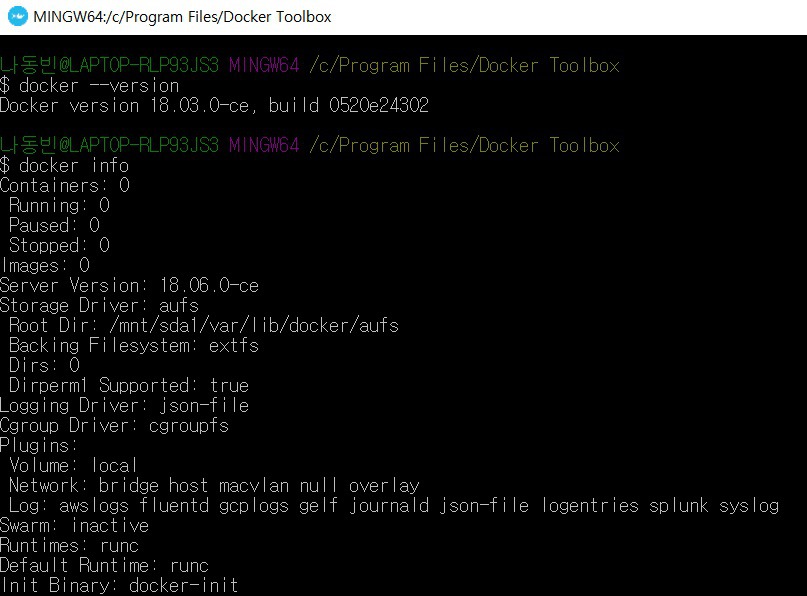 MINGW64:/c/Program Files/Docker Toolbox
나동빈@LAPTOP-RLP93JS3 MINGW64 /c/Program Files/Docker Toolbox
$ docker --version
Docker version 18.03.0-ce, build 0520e24302
나동빈@LAPTOP-RLP93JS3 MINGW64 /c/Program Files/Docker Toolbox
$ docker info
Containers: 0
Running: 0
Paused: 0
Stopped: 0
Images: 0
Server Version: 18.06.0-ce
Storage Driver: aufs
Root Dir: /mnt/sda1/var/lib/docker/aufs
Backing Filesystem: extfs
Dirs: 0
Dirperm1 Supported: true
Logging Driver: json-file
Cgroup Driver: cgroupfs
Plugins:
Volume: local
Network: bridge host macvlan null overlay
Log: awslogs fluentd gcplogs gelf journald json-file logentries splunk syslog
Swarm: inactive
Runtimes: runc
Default Runtime: runc
Init Binary: docker-init